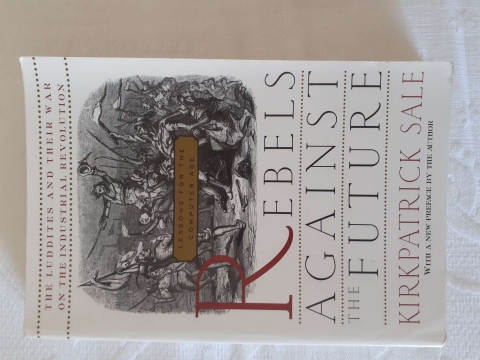 THE LUDDITES AND THEIR WAR
ON THE INDUSTRIAL REVOLUTION
LESSONS FOR THE
COMPUTER AGE
REBELS
AGAINST
THE
FUTURE
KIRKPATRICK SALE
WITH A NEW PREFACE BY THE AUTHOR